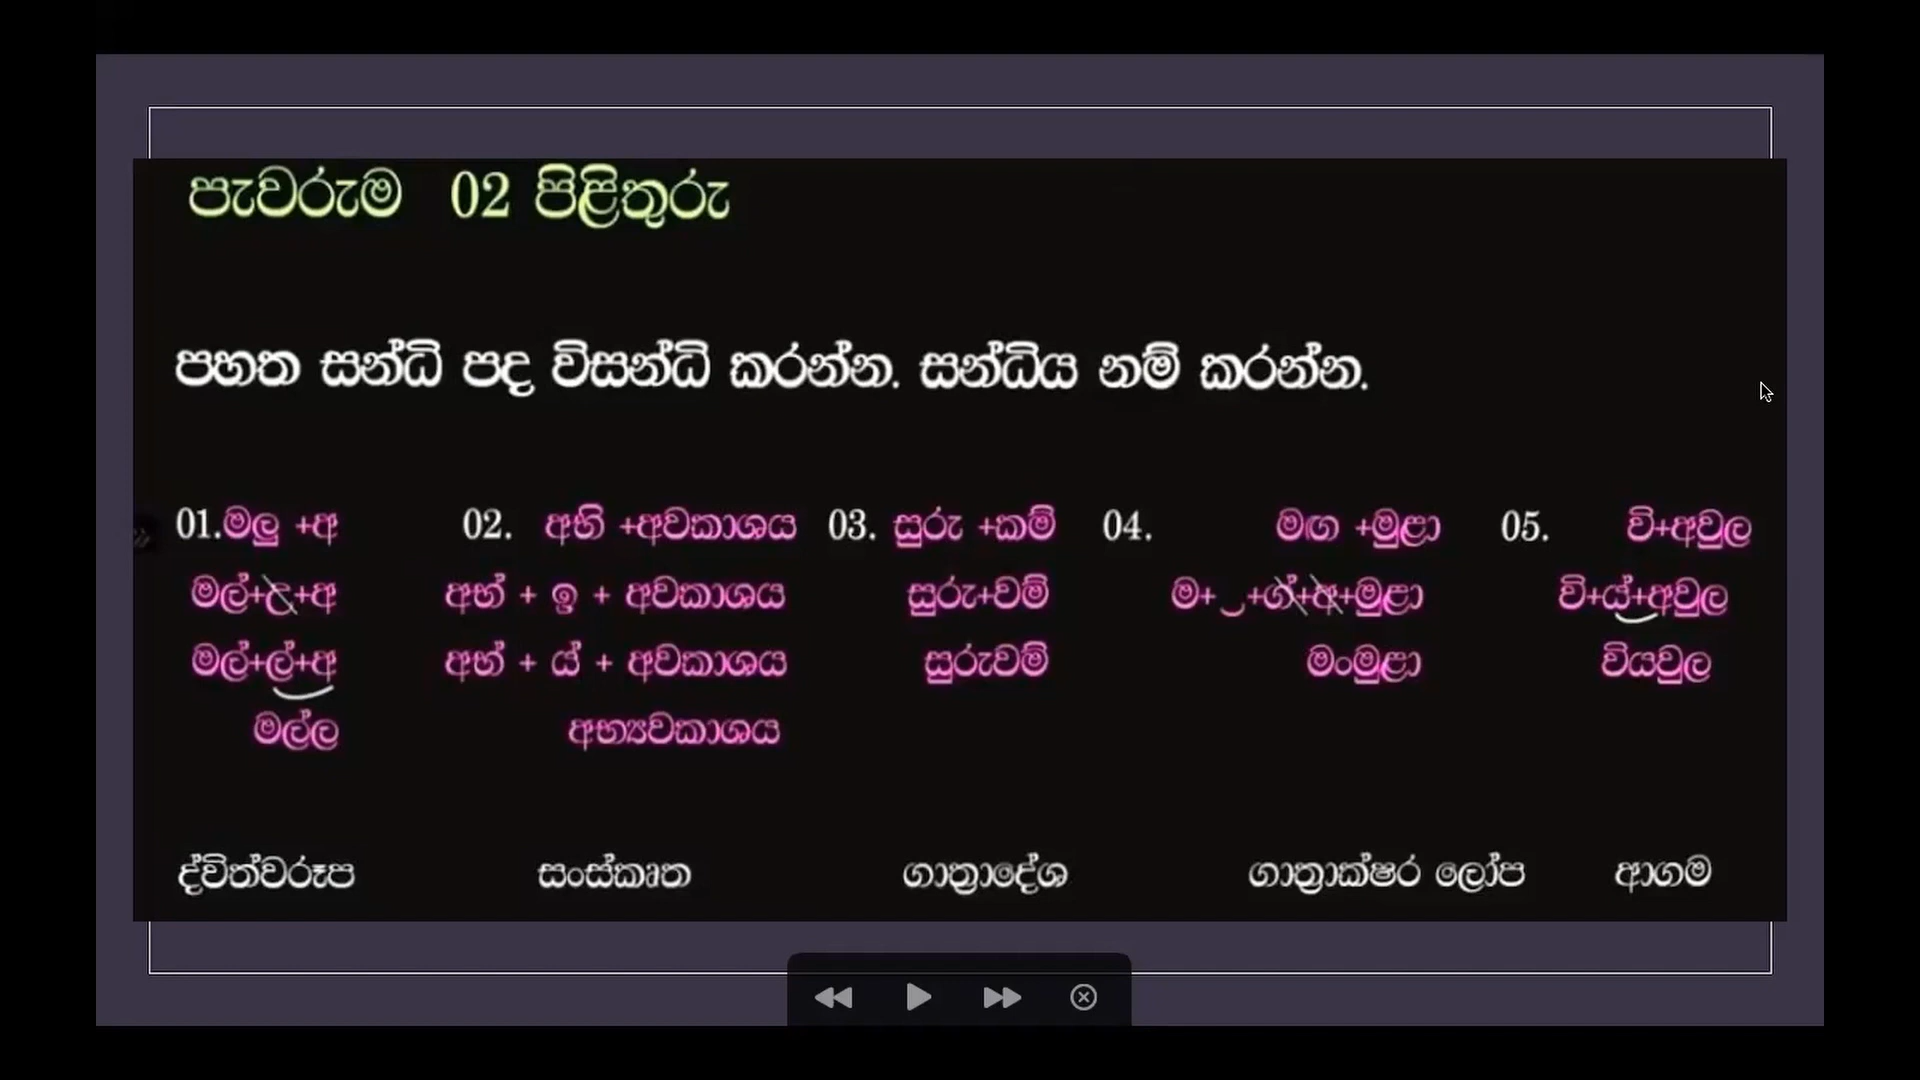 පැවරුම 02 පිළිතුරු
පහත සන්ධි පද විසන්ධි කරන්න. සන්ධිය නම් කරන්න.
01.මලු +අ 02. අභි +අවකාශය 03. සුරු +කම් 04. මඟ +මුළා 05. වි+අවුල
මල්+උ+අ අභ් + ඉ + අවකාශය සුරු+වම් ම+ ං+ග්+අ+මුළා වි+ය්+අවුල
මල්+ල්+අ අභ් + ය් + අවකාශය සුරුවම් මංමුළා වියවුල
මල්ල අභ්‍යවකාශය
ද්විත්වරූප සංස්කෘත ගාත්‍රාදේශ ගාත්‍රාක්ෂර ලෝප ආගම